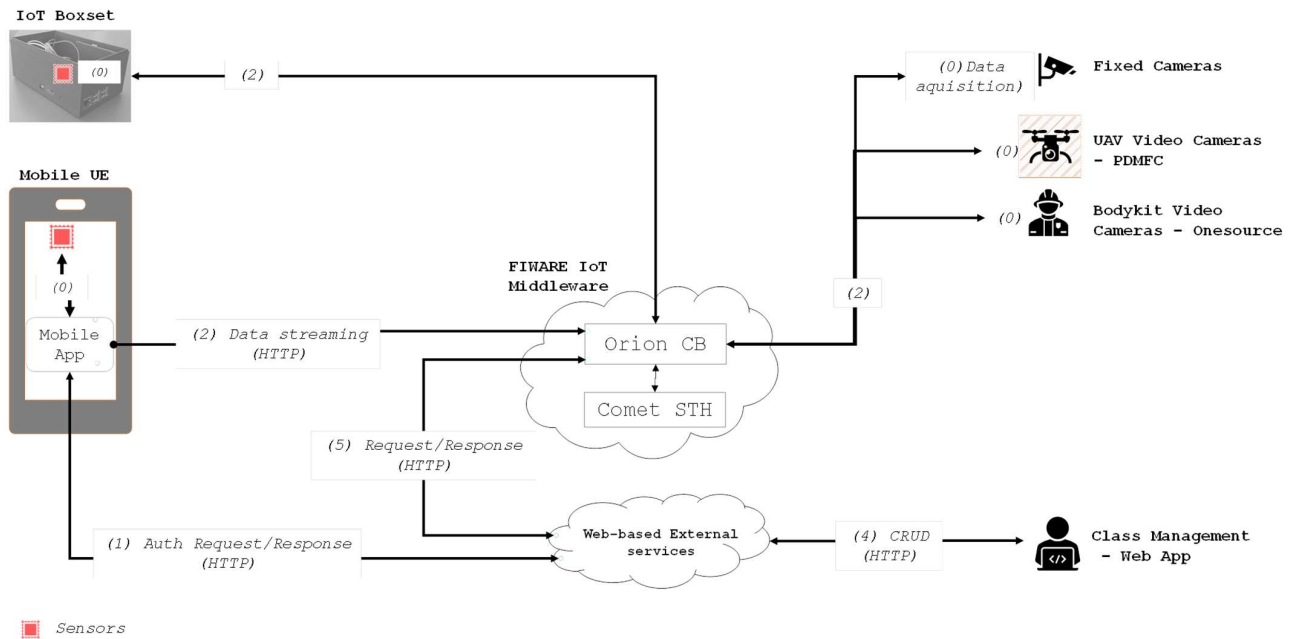 IoT Boxset
(0)
(2)
(0)Data
aquisition)
Fixed Cameras
(0)
UAV Video Cameras
- PDMFC
Mobile UE
(0)
Bodykit Video
Cameras - Onesource
(0)
FIWARE IoT
Middleware
(2)
Mobile
App
(2) Data streaming
(HTTP)
Orion CB
Comet STH
(5) Request/Response
(HTTP)
(1) Auth Request/Response
(HTTP)
Web-based External
services
(4) CRUD
(HTTP)
Class Management
- Web App
</>
Sensors